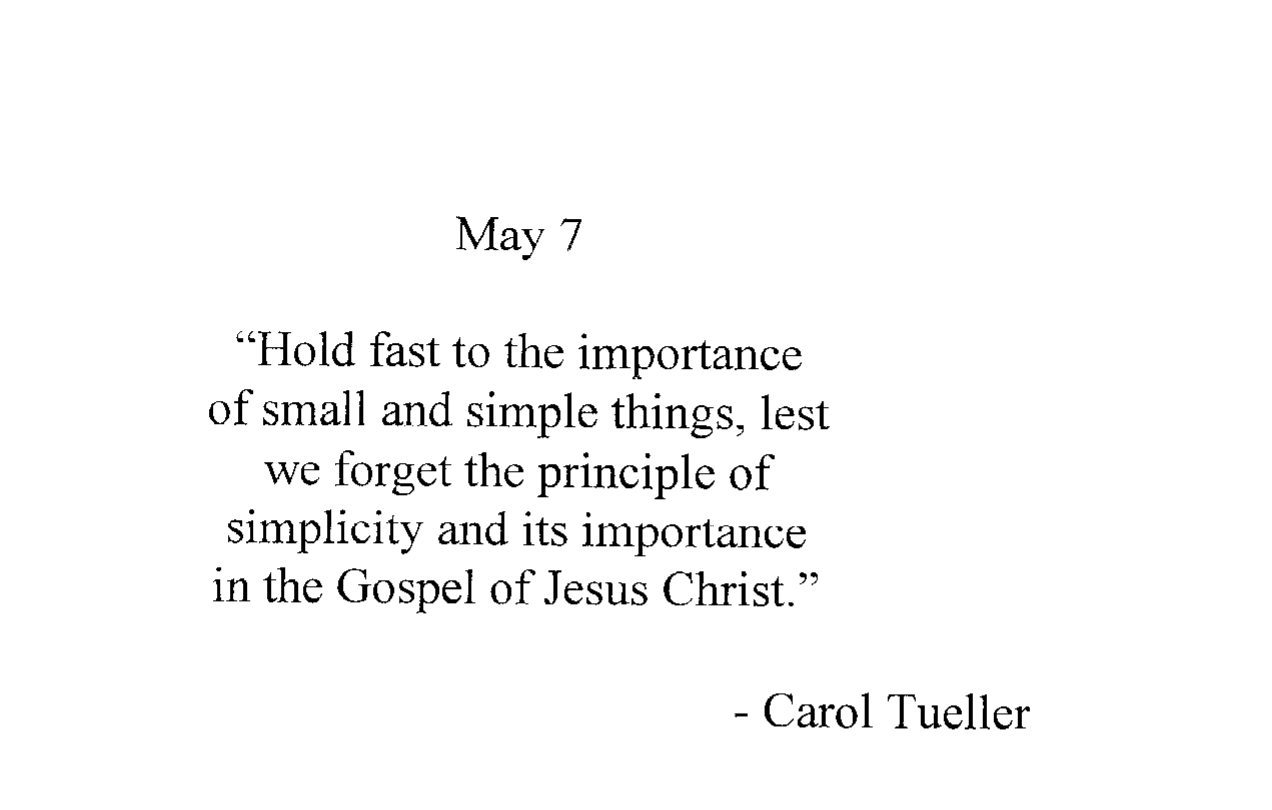 May 7
“Hold fast to the importance
of small and simple things, lest
we forget the principle of
simplicity and its importance
in the Gospel of Jesus Christ.”
- Carol Tueller